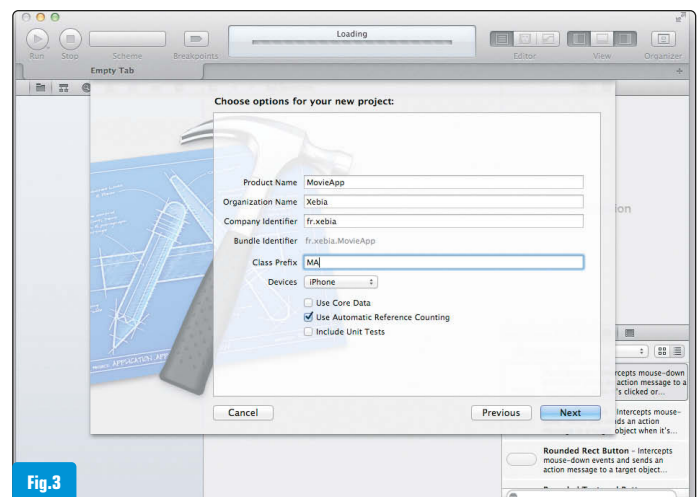 Loading
Run Stop Scheme Breakpoints Editor View Organizer
Empty Tab
Choose options for your new project:
Product Name MovieApp
Organization Name Xebia
Company Identifier fr.xebia
Bundle Identifier fr.xebia.MovieApp
Class Prefix MA
Devices iPhone
Use Core Data
Use Automatic Reference Counting
Include Unit Tests
Cancel Previous Next
APPLICATION.APP
ion
rcepts mouse-down
action message to a
's clicked or...
Intercepts mouse-
ds an action
object when it's...
Rounded Rect Button – Intercepts
mouse-down events and sends an
action message to a target object...
Fig.3